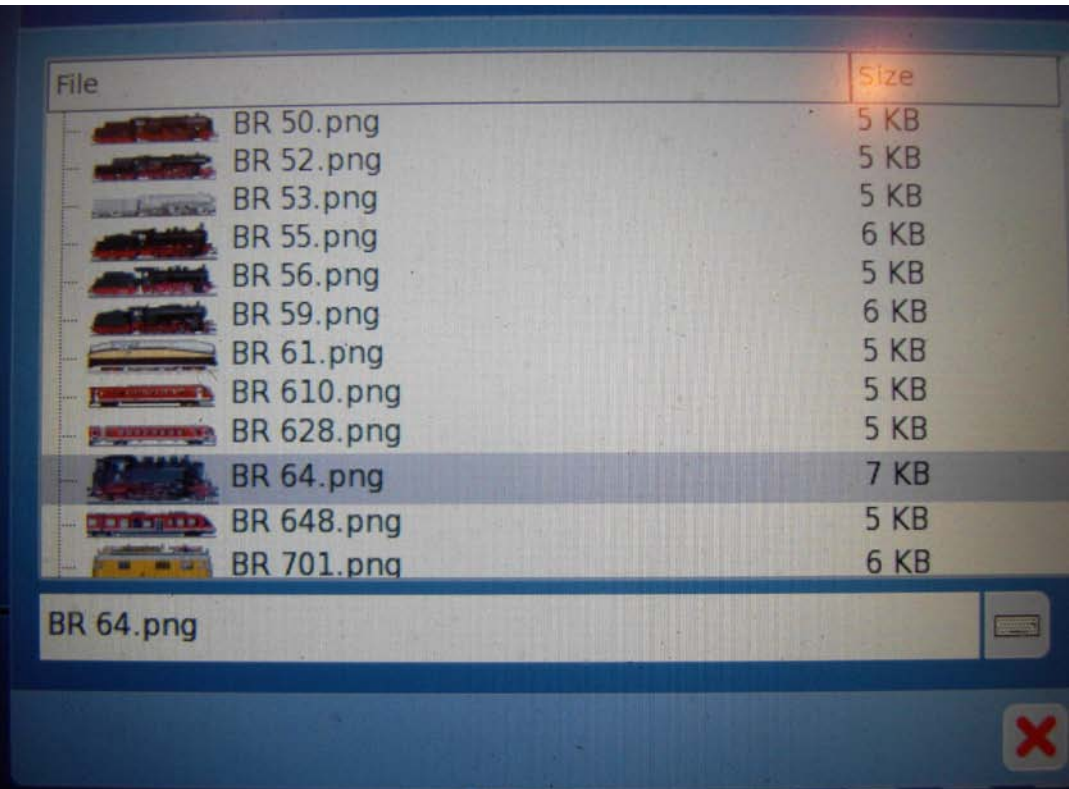 File Size
BR 50.png 5 KB
BR 52.png 5 KB
BR 53.png 5 KB
BR 55.png 6 KB
BR 56.png 5 KB
BR 59.png 6 KB
BR 61.png 5 KB
BR 610.png 5 KB
BR 628.png 5 KB
BR 64.png 7 KB
BR 648.png 5 KB
BR 701.png 6 KB
BR 64.png